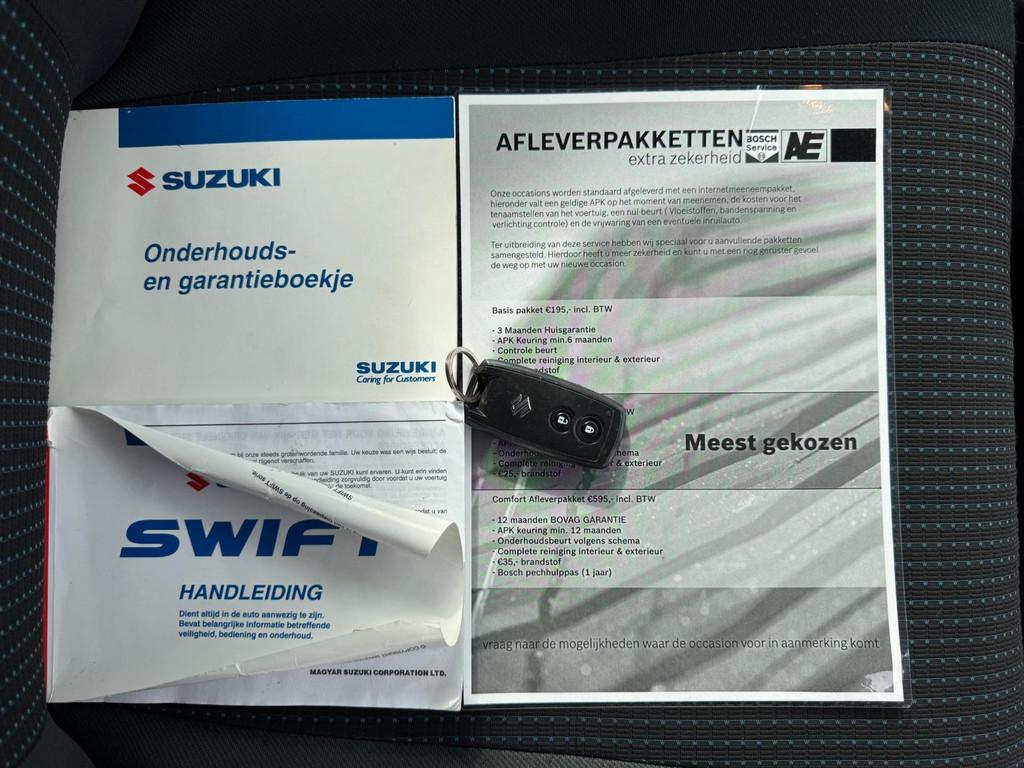 SUZUKI
Onderhouds-
en garantieboekje
SUZUKI
Caring for Customers
SWIFT
HANDLEIDING
Dient altijd in de auto aanwezig te zijn.
Bevat belangrijke informatie betreffende
veiligheid, bediening en onderhoud.
MAGYAR SUZUKI CORPORATION LTD.
AFLEVERPAKKETTEN
extra zekerheid
BOSCH
Service
AE
Onze occasions worden standaard afgeleverd met een internetmeeneempakket,
hieronder valt een geldige APK op het moment van meenemen, de kosten voor het
tenaamstellen van het voertuig, een nul-beurt ( Vloeistoffen, bandenspanning en
verlichting controle) en de vrijwaring van een eventuele inruilauto.
Ter uitbreiding van deze service hebben wij speciaal voor u aanvullende pakketten
samengesteld. Hierdoor heeft u meer zekerheid en kunt u met een nog geruster gevoel
de weg op met uw nieuwe occasion.
Basis pakket €195,- incl. BTW
- 3 Maanden Huisgarantie
- APK Keuring min.6 maanden
- Controle beurt
Complete reiniging interieur & exterieur
Meest gekozen
- Complete & exterieur
- €25,- brandstof
Comfort Afleverpakket €595,- incl. BTW
- 12 maanden BOVAG GARANTIE
- APK keuring min. 12 maanden
- Onderhoudsbeurt volgens schema
- Complete reiniging interieur & exterieur
- €35,- brandstof
- Bosch pechhulppas (1 jaar)
vraag naar de mogelijkheden waar de occasion voor in aanmerking komt